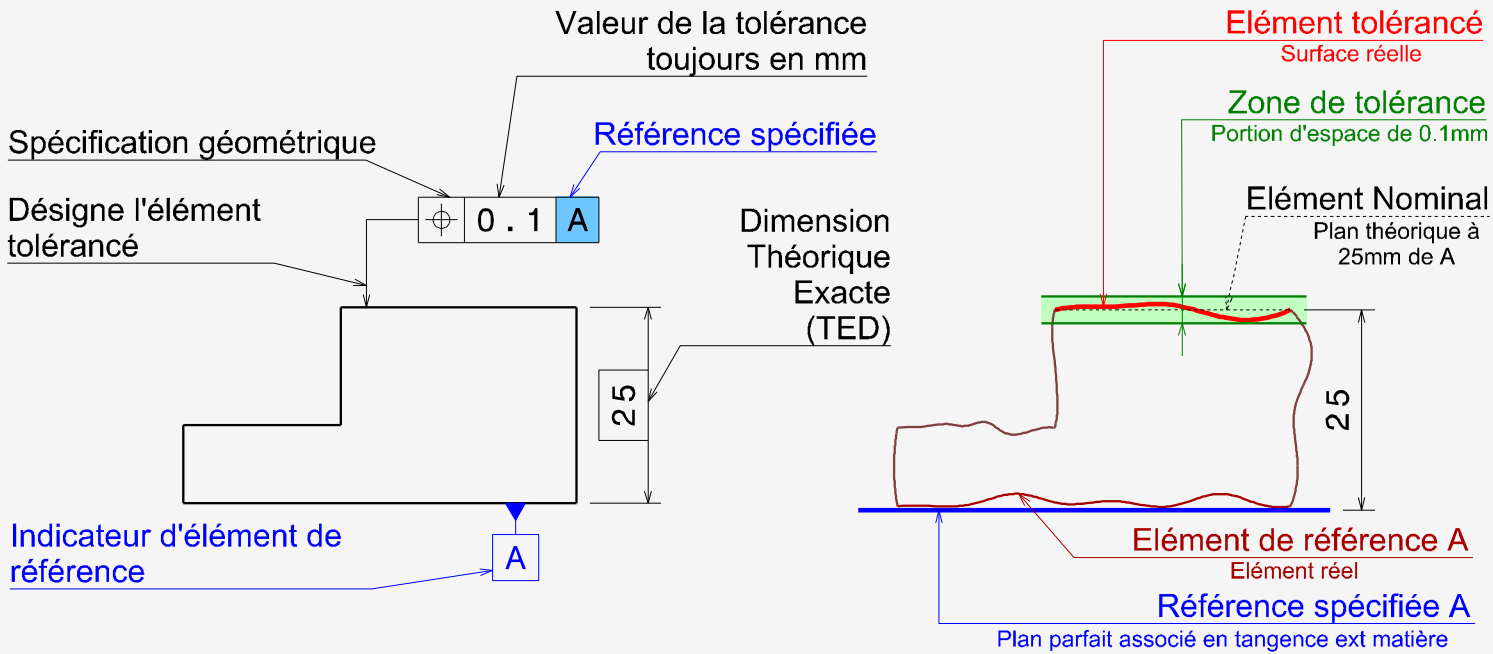 Valeur de la tolérance
toujours en mm
Spécification géométrique
Référence spécifiée
Désigne l'élément
tolérancé
⌖ 0.1 A
Dimension
Théorique
Exacte
(TED)
25
Indicateur d'élément de
référence
A
Elément tolérancé
Surface réelle
Zone de tolérance
Portion d'espace de 0.1mm
Elément Nominal
Plan théorique à
25mm de A
25
Elément de référence A
Elément réel
Référence spécifiée A
Plan parfait associé en tangence ext matière